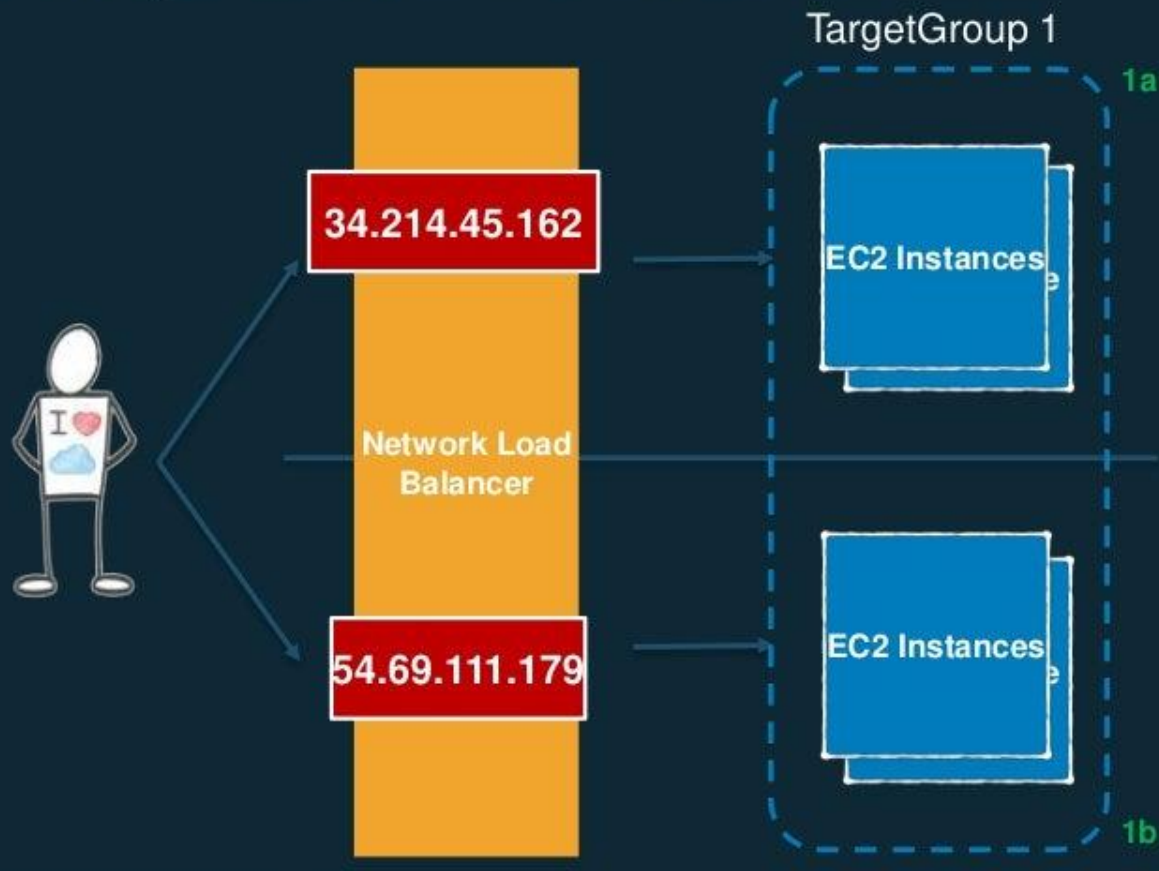 TargetGroup 1
1a
34.214.45.162
EC2 Instances
e
I
Network Load
Balancer
54.69.111.179
EC2 Instances
e
1b